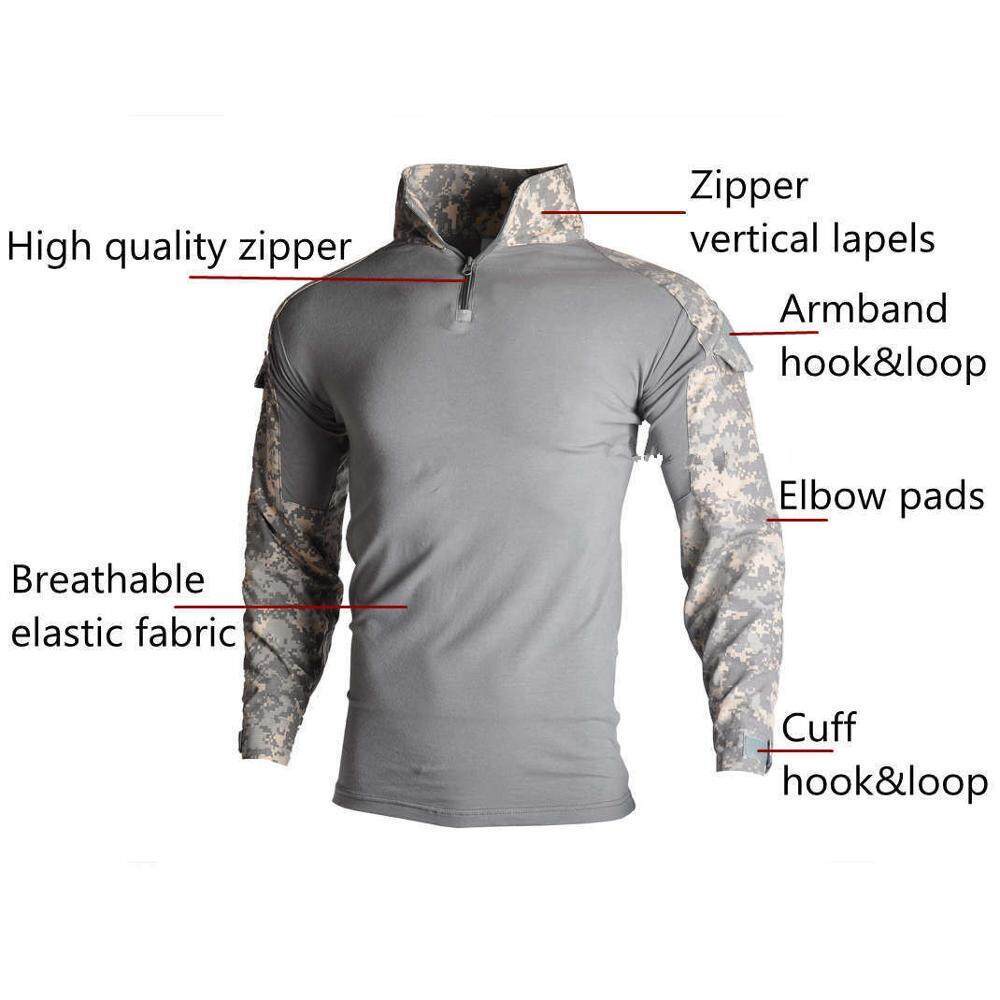 Zipper
vertical lapels
High quality zipper
Armband
hook&loop
Elbow pads
Breathable
elastic fabric
Cuff
hook&loop